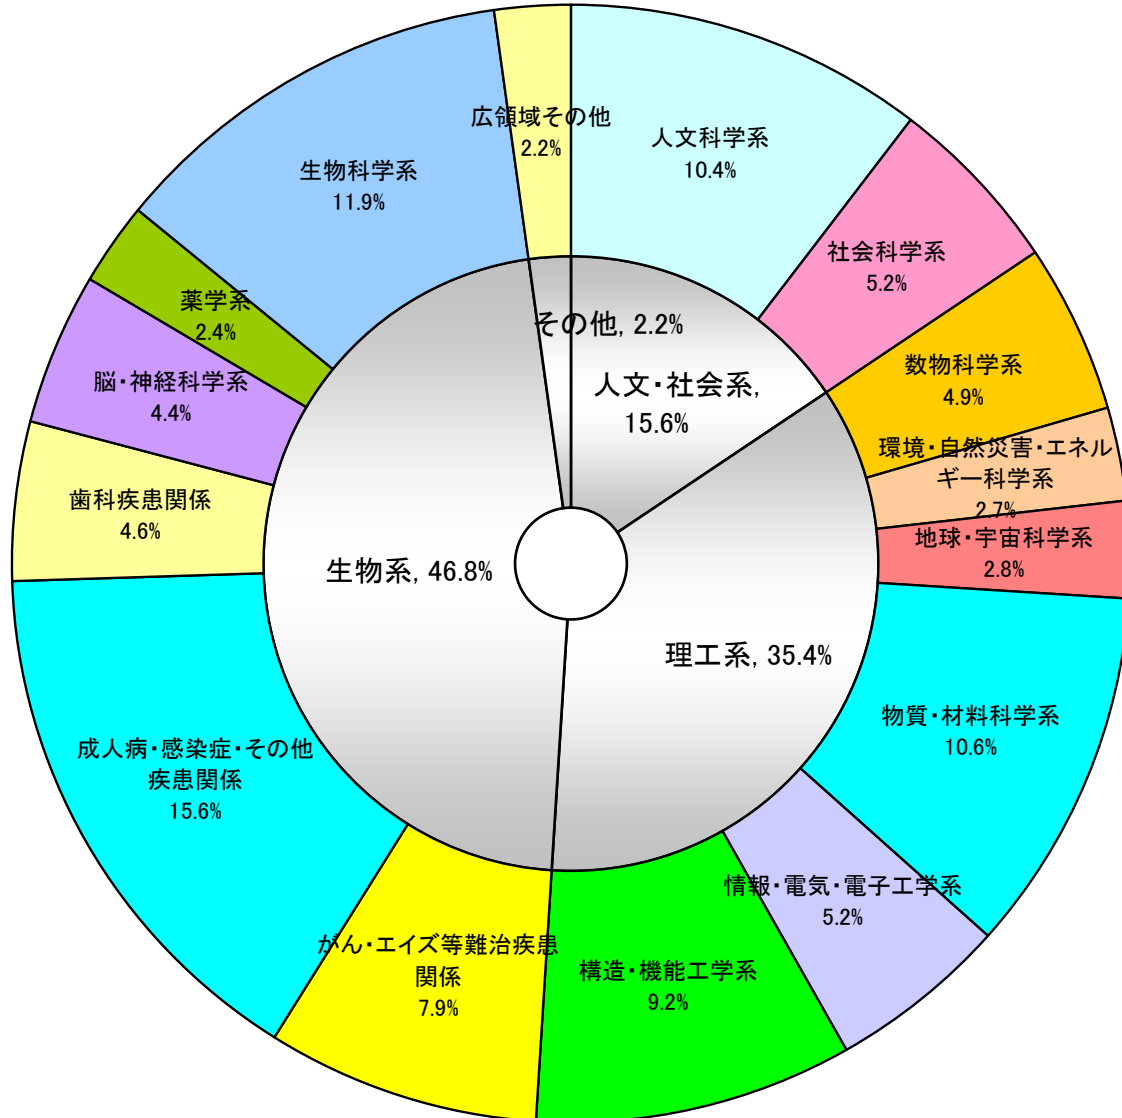 広領域その他
2.2%
人文科学系
10.4%
社会科学系
5.2%
数物科学系
4.9%
環境・自然災害・エネル
ギー科学系
2.7%
地球・宇宙科学系
2.8%
物質・材料科学系
10.6%
情報・電気・電子工学系
5.2%
構造・機能工学系
9.2%
がん・エイズ等難治疾患
関係
7.9%
成人病・感染症・その他
疾患関係
15.6%
歯科疾患関係
4.6%
脳・神経科学系
4.4%
薬学系
2.4%
生物科学系
11.9%
その他, 2.2%
人文・社会系,
15.6%
生物系, 46.8%
理工系, 35.4%